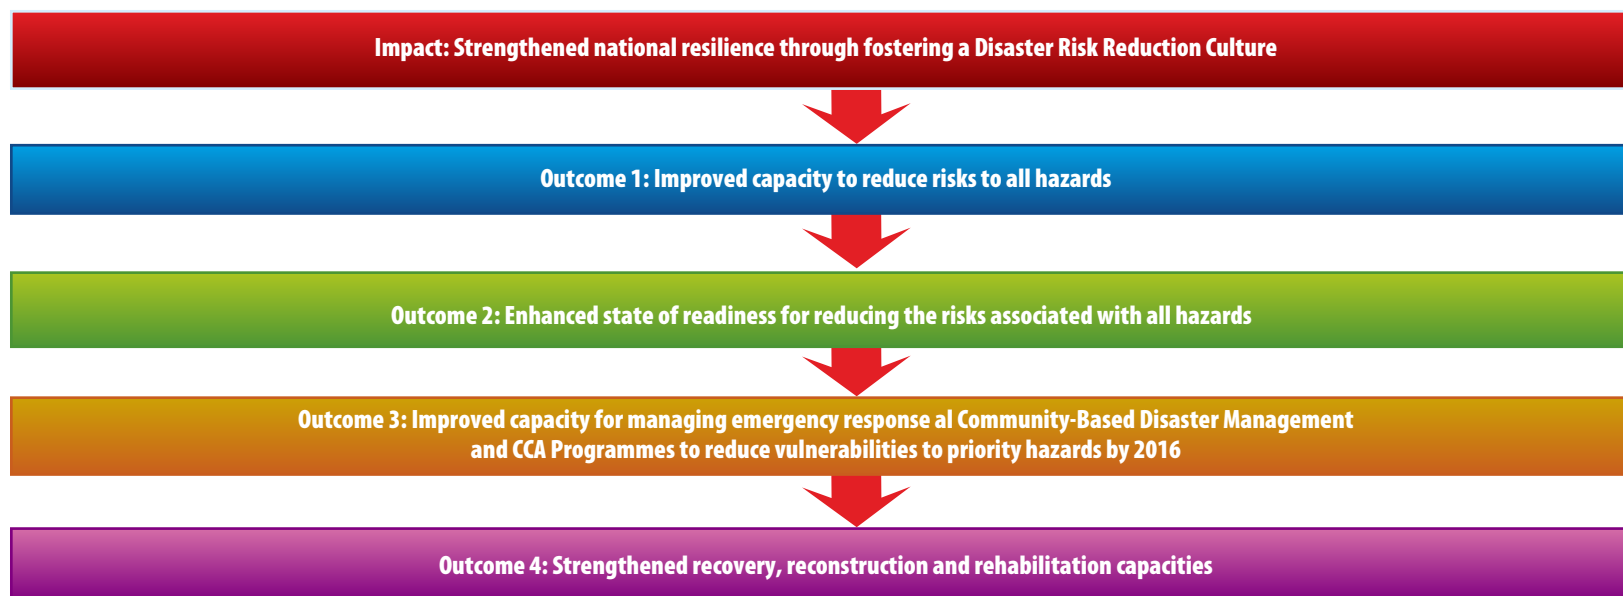 Impact: Strengthened national resilience through fostering a Disaster Risk Reduction Culture
Outcome 1: Improved capacity to reduce risks to all hazards
Outcome 2: Enhanced state of readiness for reducing the risks associated with all hazards
Outcome 3: Improved capacity for managing emergency response al Community-Based Disaster Management
and CCA Programmes to reduce vulnerabilities to priority hazards by 2016
Outcome 4: Strengthened recovery, reconstruction and rehabilitation capacities